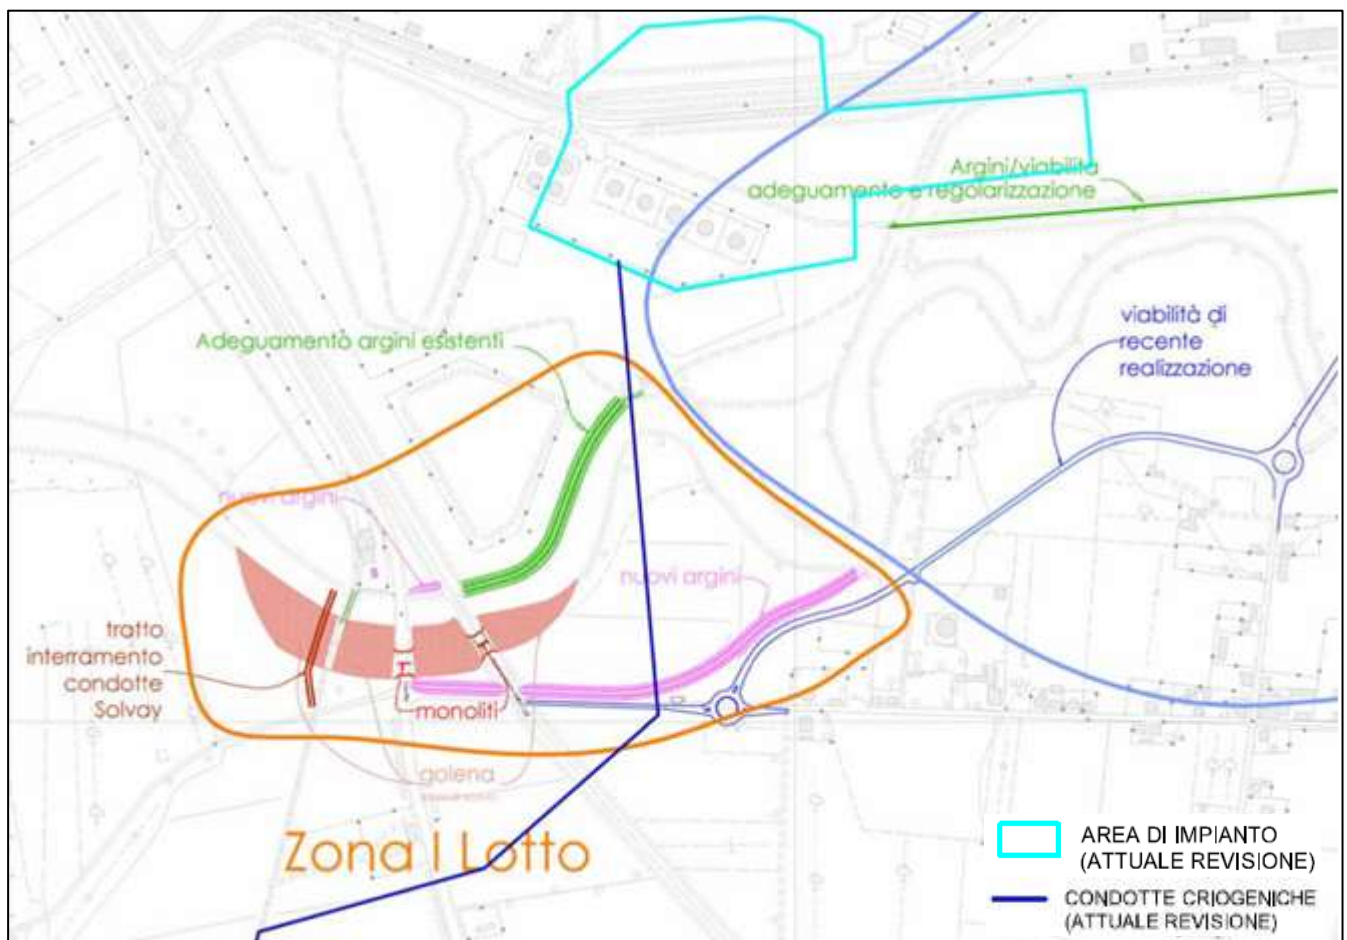 Argini/viabilità
adeguamento e regolarizzazione
viabilità di
recente
realizzazione
Adeguamento argini esistenti
nuovi argini
nuovi argini
tratto
interramento
condotte
Solvay
monoliti
golena
Zona I Lotto
AREA DI IMPIANTO
(ATTUALE REVISIONE)
CONDOTTE CRIOGENICHE
(ATTUALE REVISIONE)